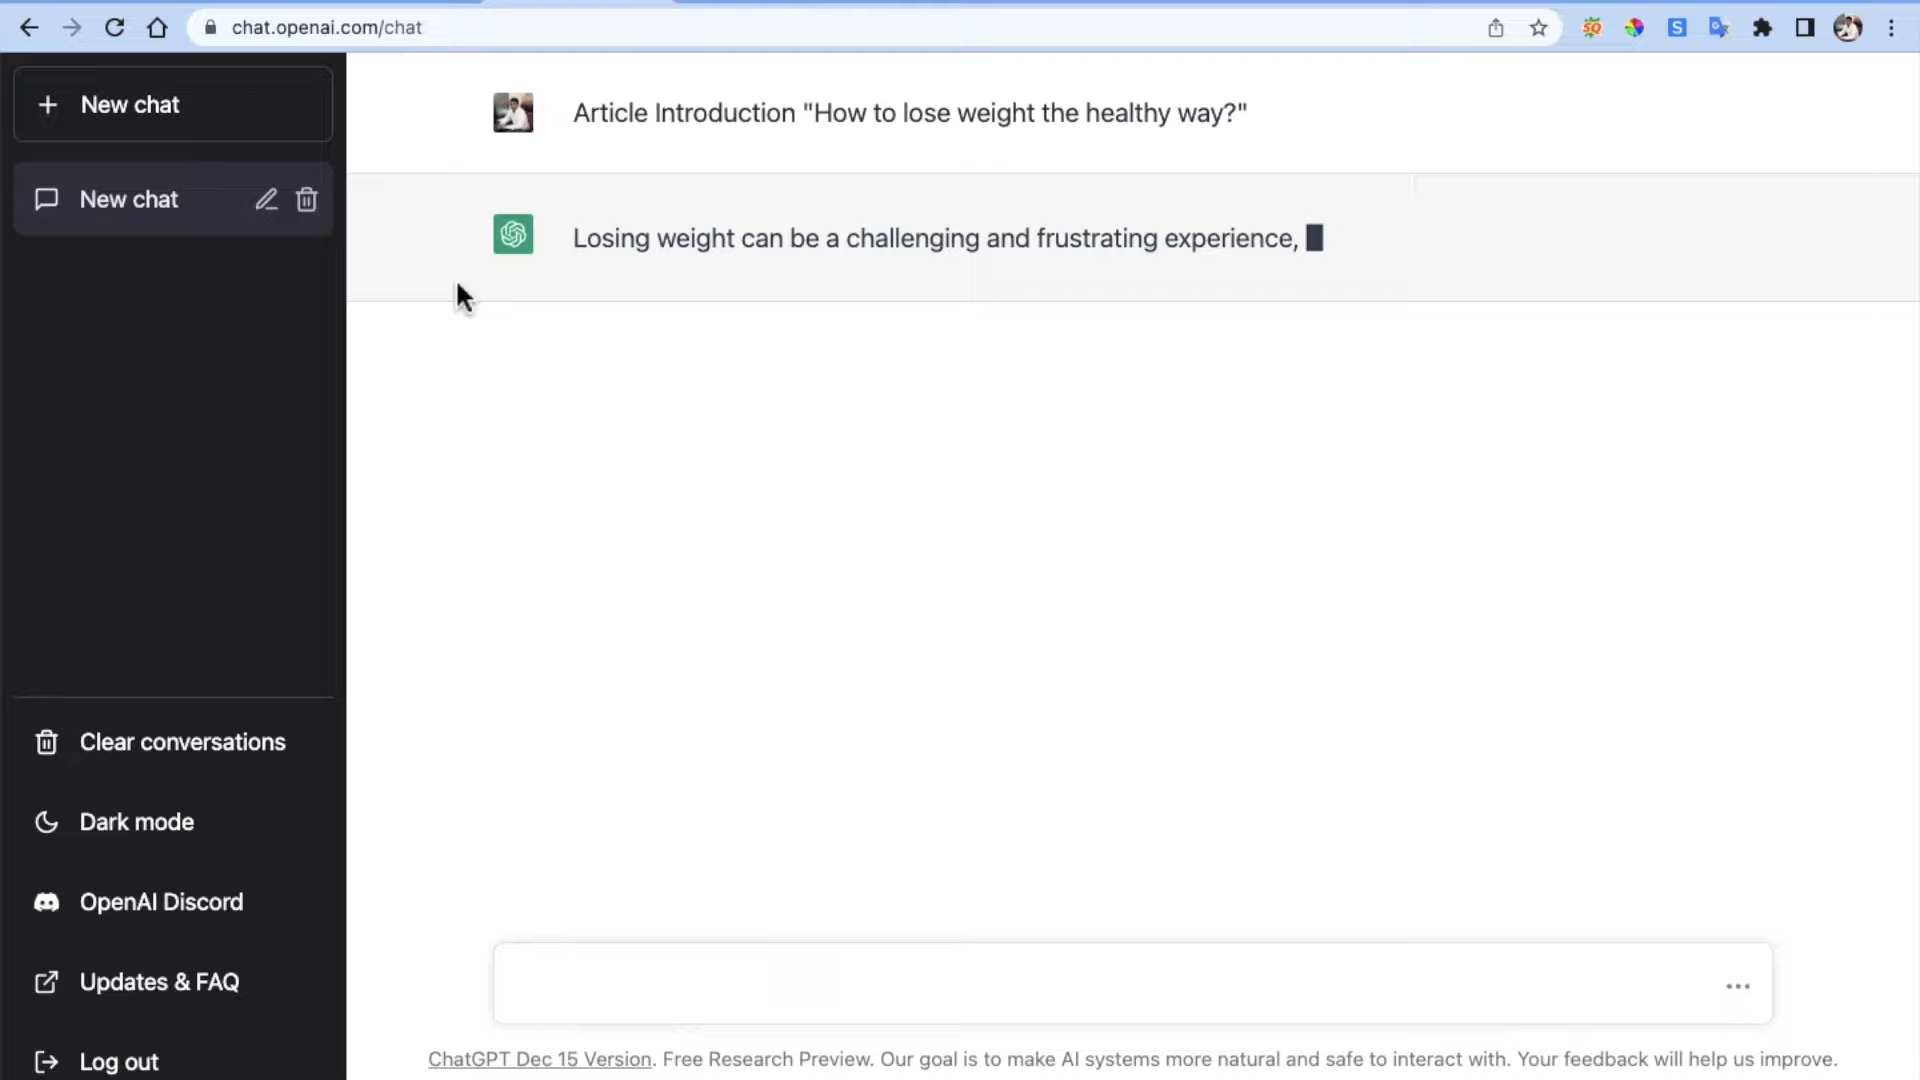 chat.openai.com/chat
New chat
Article Introduction "How to lose weight the healthy way?"
New chat
Losing weight can be a challenging and frustrating experience,
Clear conversations
Dark mode
OpenAI Discord
Updates & FAQ
Log out
ChatGPT Dec 15 Version. Free Research Preview. Our goal is to make AI systems more natural and safe to interact with. Your feedback will help us improve.